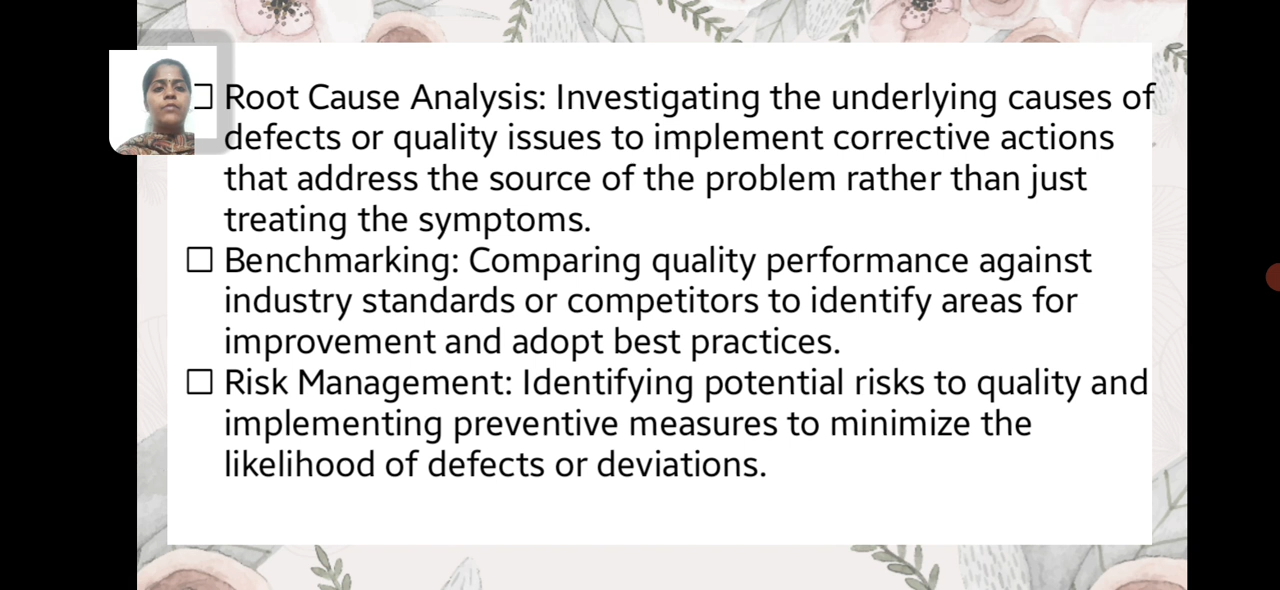 ☐ Root Cause Analysis: Investigating the underlying causes of
defects or quality issues to implement corrective actions
that address the source of the problem rather than just
treating the symptoms.
☐ Benchmarking: Comparing quality performance against
industry standards or competitors to identify areas for
improvement and adopt best practices.
☐ Risk Management: Identifying potential risks to quality and
implementing preventive measures to minimize the
likelihood of defects or deviations.